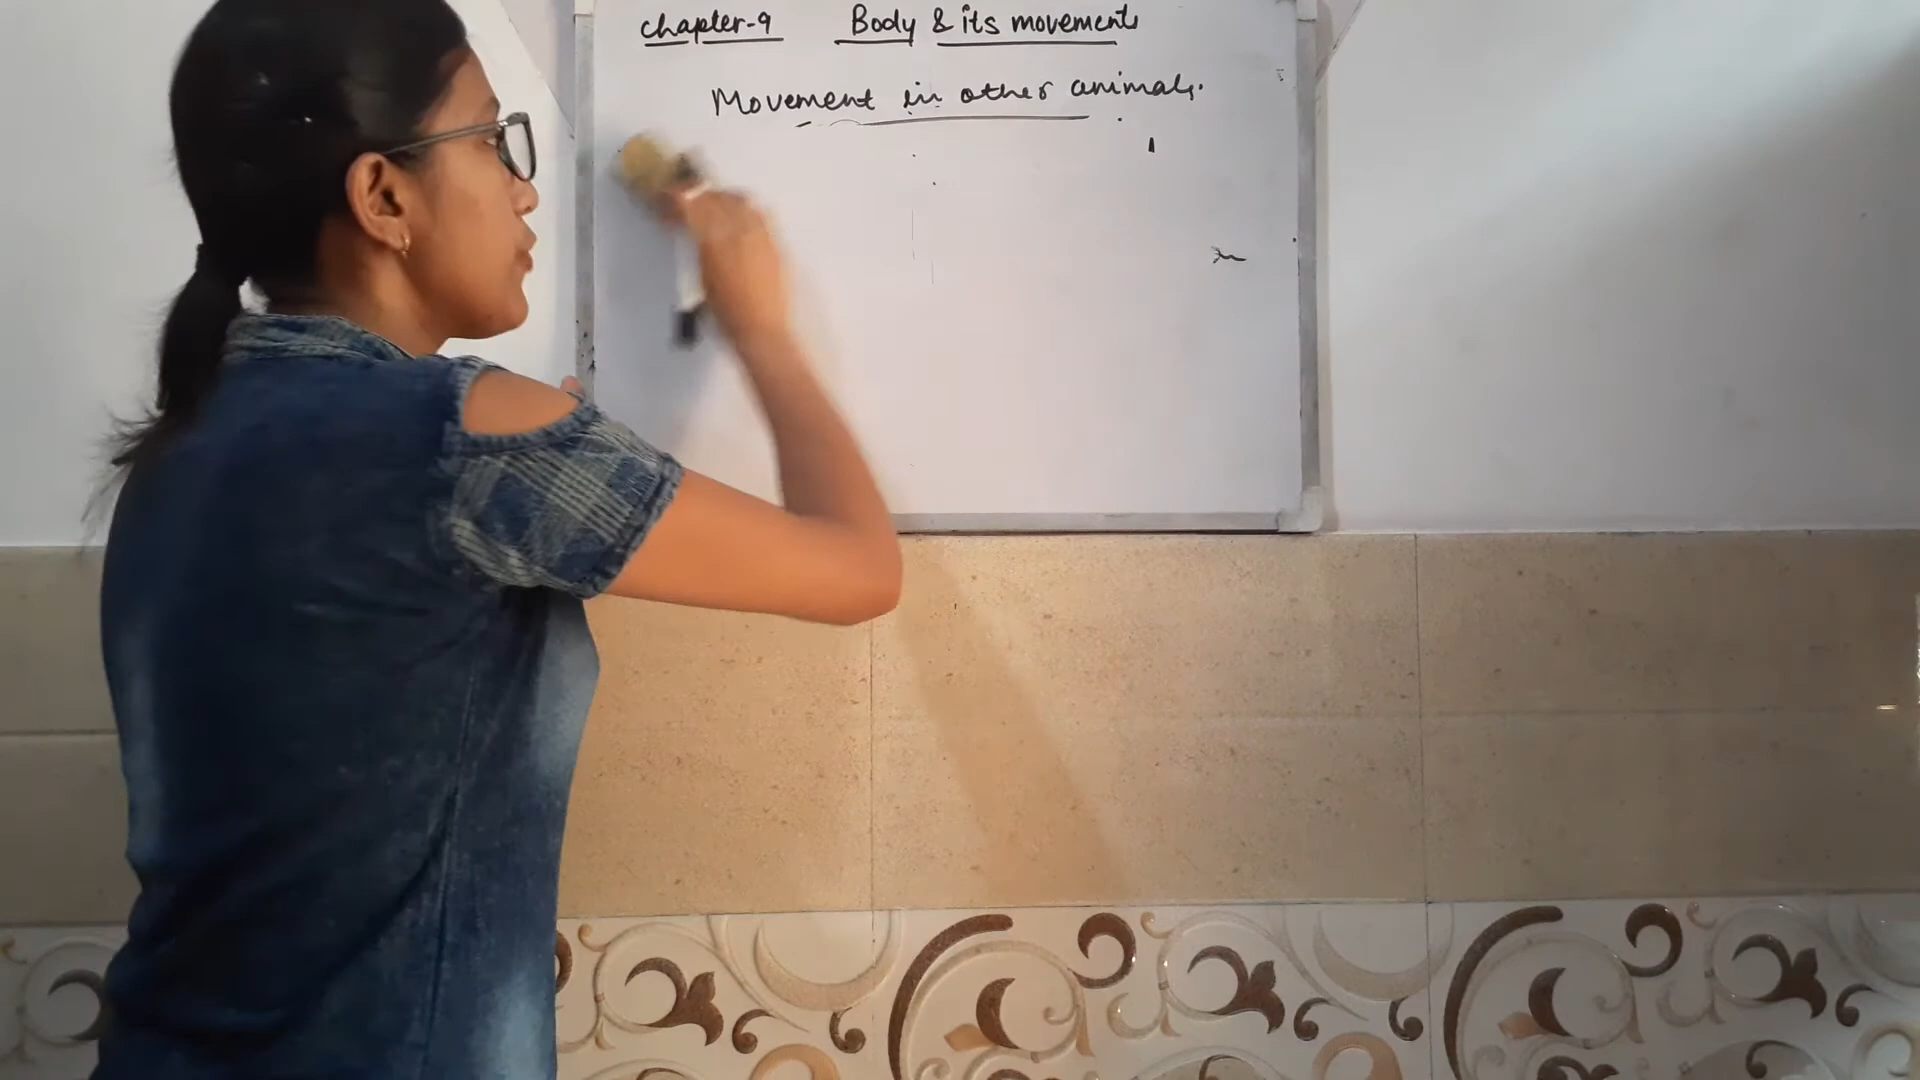 Chapter-9 Body & its movements
Movement in other animals.